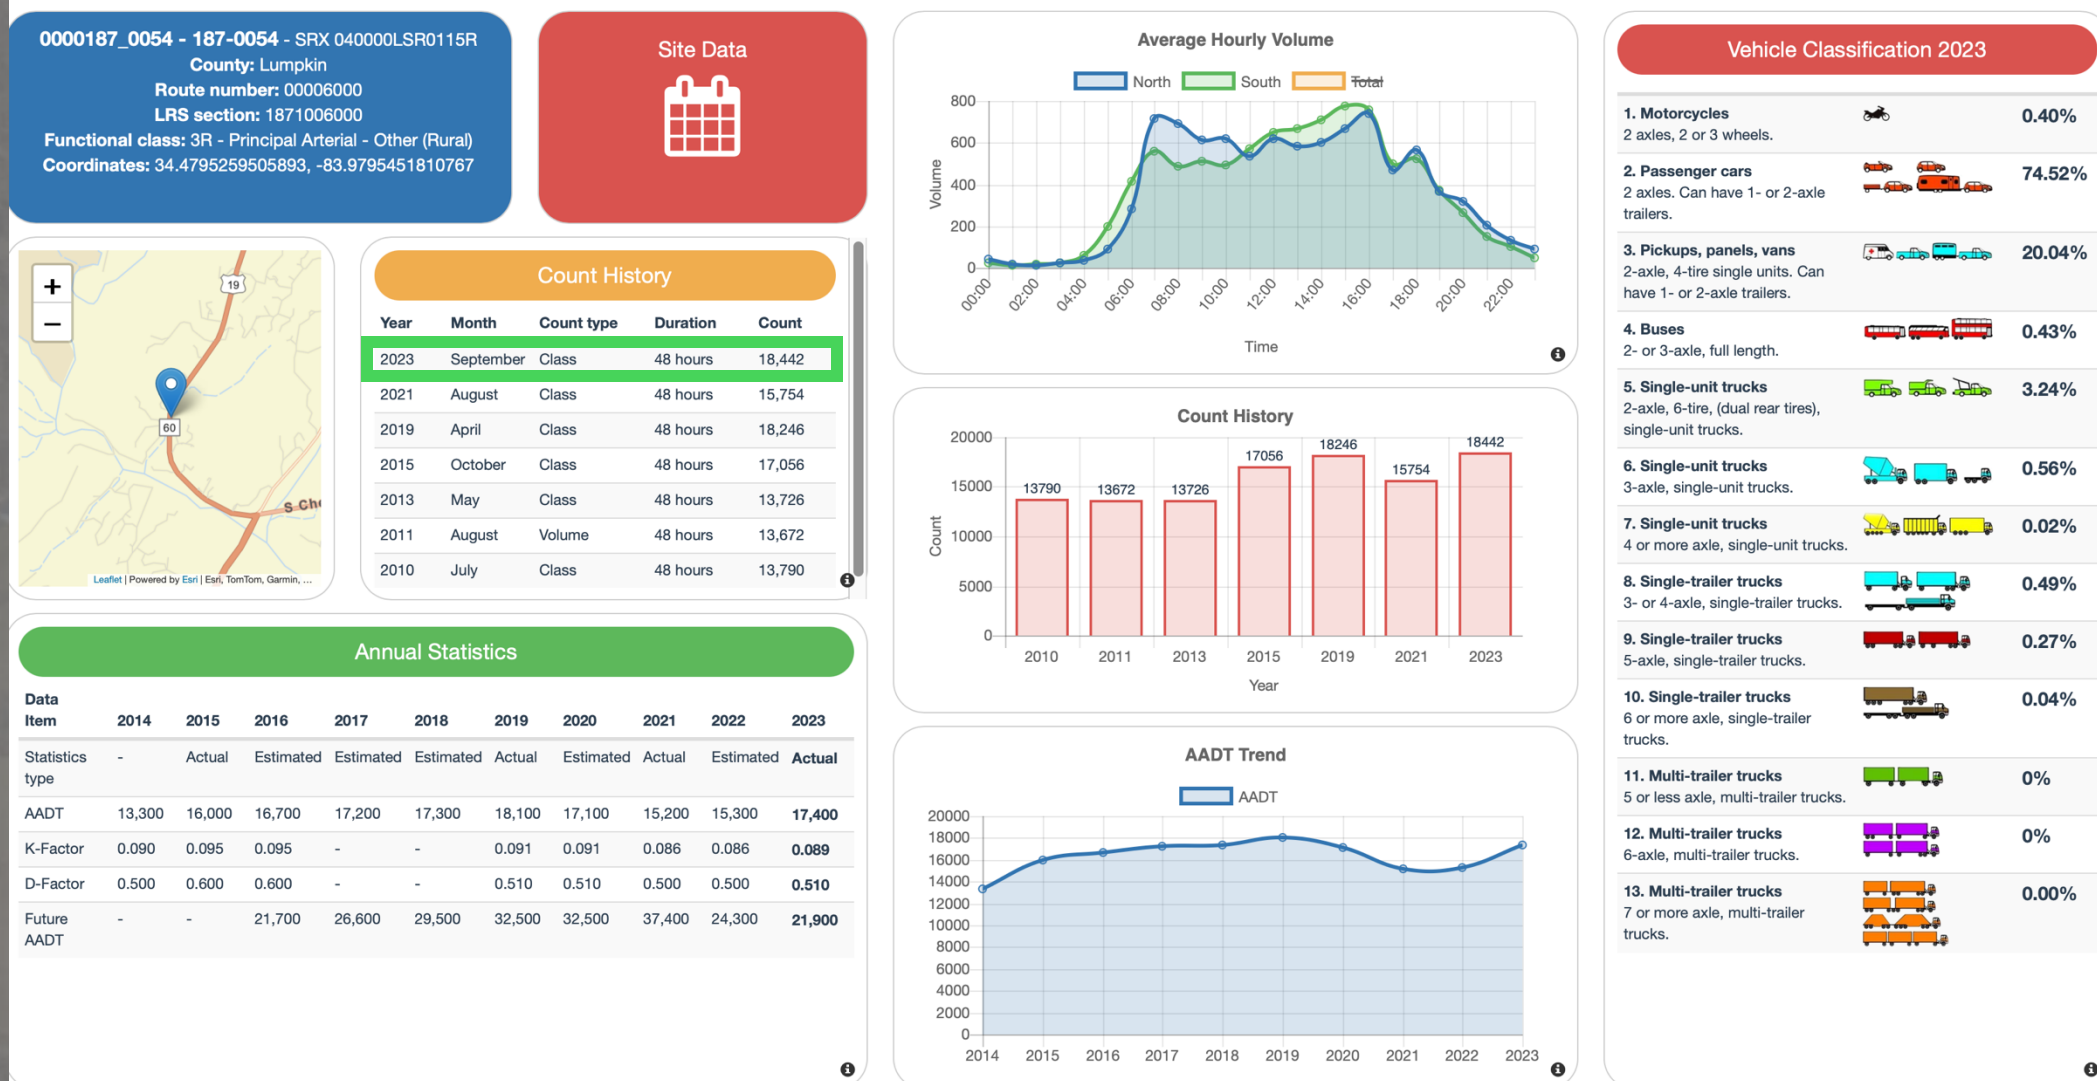 0000187_0054 - 187-0054 - SRX 040000LSR0115R
County: Lumpkin
Route number: 00006000
LRS section: 1871006000
Functional class: 3R - Principal Arterial - Other (Rural)
Coordinates: 34.4795259505893, -83.9795451810767
Site Data
+
−
19
60
S Che
Leaflet | Powered by Esri | Esri, TomTom, Garmin, ...
Count History
Year Month Count type Duration Count
2023 September Class 48 hours 18,442
2021 August Class 48 hours 15,754
2019 April Class 48 hours 18,246
2015 October Class 48 hours 17,056
2013 May Class 48 hours 13,726
2011 August Volume 48 hours 13,672
2010 July Class 48 hours 13,790
Annual Statistics
Data
Item 2014 2015 2016 2017 2018 2019 2020 2021 2022 2023
Statistics - Actual Estimated Estimated Estimated Actual Estimated Actual Estimated Actual
type
AADT 13,300 16,000 16,700 17,200 17,300 18,100 17,100 15,200 15,300 17,400
K-Factor 0.090 0.095 0.095 - - 0.091 0.091 0.086 0.086 0.089
D-Factor 0.500 0.600 0.600 - - 0.510 0.510 0.500 0.500 0.510
Future - - 21,700 26,600 29,500 32,500 32,500 37,400 24,300 21,900
AADT
Average Hourly Volume
North South Total
800
600
400
200
0
Volume
00:00 02:00 04:00 06:00 08:00 10:00 12:00 14:00 16:00 18:00 20:00 22:00
Time
Count History
20000
15000
10000
5000
0
Count
13790 13672 13726 17056 18246 15754 18442
2010 2011 2013 2015 2019 2021 2023
Year
AADT Trend
AADT
20000
18000
16000
14000
12000
10000
8000
6000
4000
2000
0
2014 2015 2016 2017 2018 2019 2020 2021 2022 2023
Vehicle Classification 2023
1. Motorcycles 0.40%
2 axles, 2 or 3 wheels.
2. Passenger cars 74.52%
2 axles. Can have 1- or 2-axle
trailers.
3. Pickups, panels, vans 20.04%
2-axle, 4-tire single units. Can
have 1- or 2-axle trailers.
4. Buses 0.43%
2- or 3-axle, full length.
5. Single-unit trucks 3.24%
2-axle, 6-tire, (dual rear tires),
single-unit trucks.
6. Single-unit trucks 0.56%
3-axle, single-unit trucks.
7. Single-unit trucks 0.02%
4 or more axle, single-unit trucks.
8. Single-trailer trucks 0.49%
3- or 4-axle, single-trailer trucks.
9. Single-trailer trucks 0.27%
5-axle, single-trailer trucks.
10. Single-trailer trucks 0.04%
6 or more axle, single-trailer
trucks.
11. Multi-trailer trucks 0%
5 or less axle, multi-trailer trucks.
12. Multi-trailer trucks 0%
6-axle, multi-trailer trucks.
13. Multi-trailer trucks 0.00%
7 or more axle, multi-trailer
trucks.